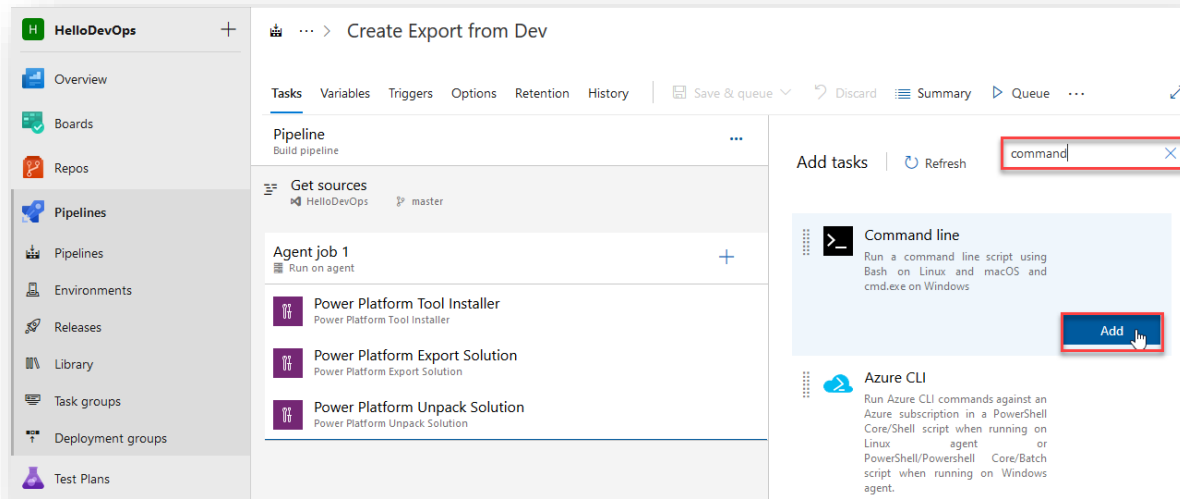 H HelloDevOps
Overview
Boards
Repos
Pipelines
Pipelines
Environments
Releases
Library
Task groups
Deployment groups
Test Plans
··· > Create Export from Dev
Tasks Variables Triggers Options Retention History Save & queue Discard Summary Queue ···
Pipeline
Build pipeline
Get sources
HelloDevOps master
Agent job 1
Run on agent
Power Platform Tool Installer
Power Platform Tool Installer
Power Platform Export Solution
Power Platform Export Solution
Power Platform Unpack Solution
Power Platform Unpack Solution
Add tasks Refresh command
Command line
Run a command line script using
Bash on Linux and macOS and
cmd.exe on Windows
Add
Azure CLI
Run Azure CLI commands against an
Azure subscription in a PowerShell
Core/Shell script when running on
Linux agent or
PowerShell/Powershell Core/Batch
script when running on Windows
agent.